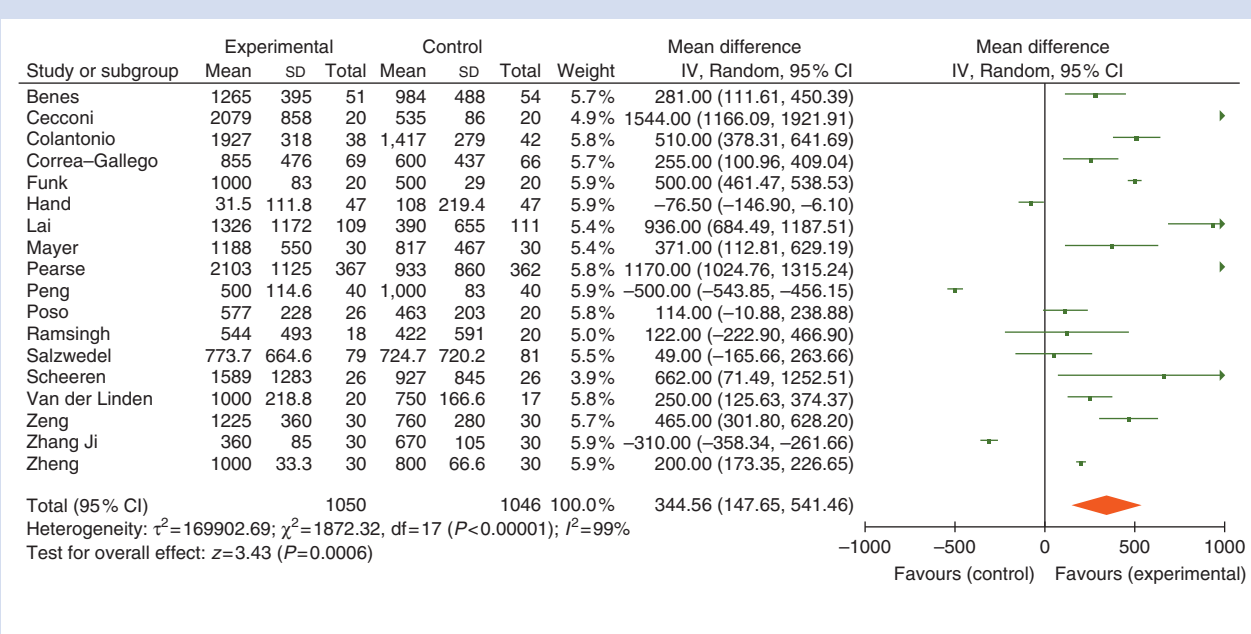 Experimental Control Mean difference Mean difference
Study or subgroup Mean SD Total Mean SD Total Weight IV, Random, 95% CI IV, Random, 95% CI
Benes 1265 395 51 984 488 54 5.7% 281.00 (111.61, 450.39)
Cecconi 2079 858 20 535 86 20 4.9% 1544.00 (1166.09, 1921.91)
Colantonio 1927 318 38 1,417 279 42 5.8% 510.00 (378.31, 641.69)
Correa–Gallego 855 476 69 600 437 66 5.7% 255.00 (100.96, 409.04)
Funk 1000 83 20 500 29 20 5.9% 500.00 (461.47, 538.53)
Hand 31.5 111.8 47 108 219.4 47 5.9% −76.50 (−146.90, −6.10)
Lai 1326 1172 109 390 655 111 5.4% 936.00 (684.49, 1187.51)
Mayer 1188 550 30 817 467 30 5.4% 371.00 (112.81, 629.19)
Pearse 2103 1125 367 933 860 362 5.8% 1170.00 (1024.76, 1315.24)
Peng 500 114.6 40 1,000 83 40 5.9% −500.00 (−543.85, −456.15)
Poso 577 228 26 463 203 20 5.8% 114.00 (−10.88, 238.88)
Ramsingh 544 493 18 422 591 20 5.0% 122.00 (−222.90, 466.90)
Salzwedel 773.7 664.6 79 724.7 720.2 81 5.5% 49.00 (−165.66, 263.66)
Scheeren 1589 1283 26 927 845 26 3.9% 662.00 (71.49, 1252.51)
Van der Linden 1000 218.8 20 750 166.6 17 5.8% 250.00 (125.63, 374.37)
Zeng 1225 360 30 760 280 30 5.7% 465.00 (301.80, 628.20)
Zhang Ji 360 85 30 670 105 30 5.9% −310.00 (−358.34, −261.66)
Zheng 1000 33.3 30 800 66.6 30 5.9% 200.00 (173.35, 226.65)
Total (95% CI) 1050 1046 100.0% 344.56 (147.65, 541.46)
Heterogeneity: τ²=169902.69; χ²=1872.32, df=17 (P<0.00001); I²=99%
Test for overall effect: z=3.43 (P=0.0006)
−1000 −500 0 500 1000
Favours (control) Favours (experimental)